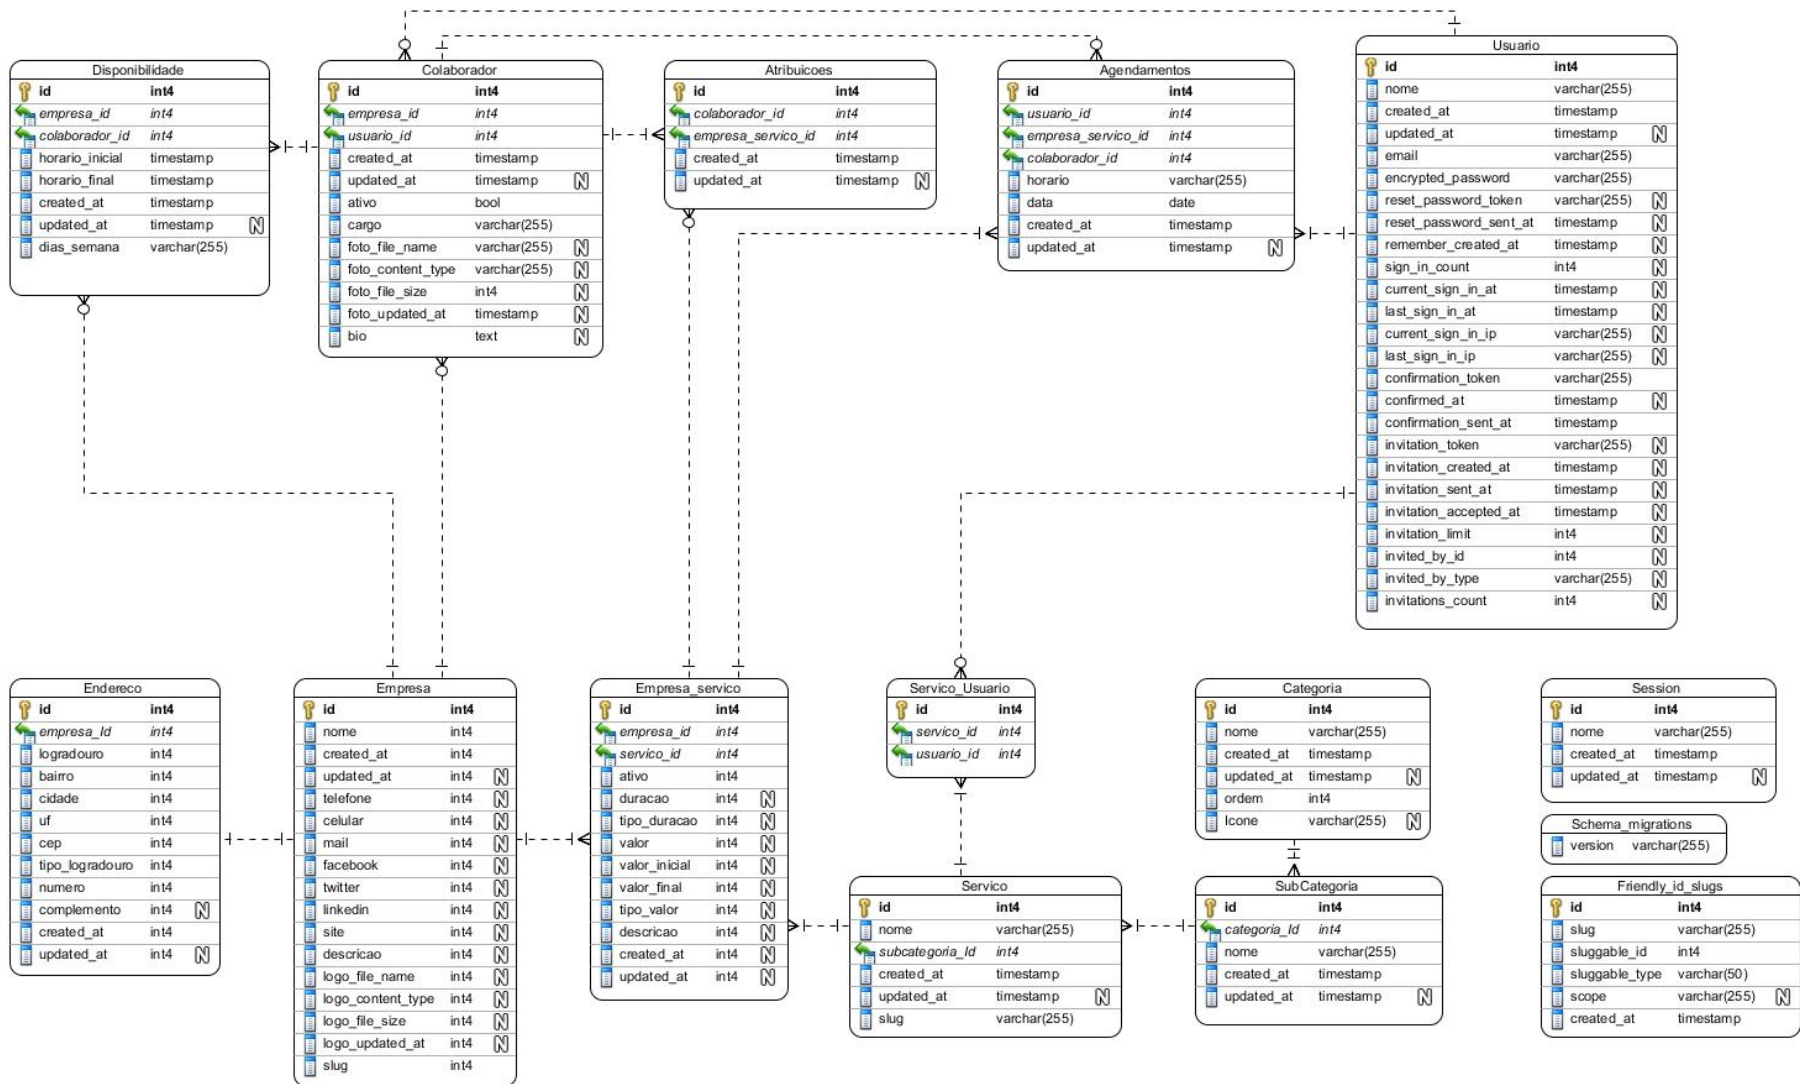 Disponibilidade
id int4
empresa_id int4
colaborador_id int4
horario_inicial timestamp
horario_final timestamp
created_at timestamp
updated_at timestamp N
dias_semana varchar(255)
Colaborador
id int4
empresa_id int4
usuario_id int4
created_at timestamp
updated_at timestamp N
ativo bool
cargo varchar(255)
foto_file_name varchar(255) N
foto_content_type varchar(255) N
foto_file_size int4 N
foto_updated_at timestamp N
bio text N
Atribuicoes
id int4
colaborador_id int4
empresa_servico_id int4
created_at timestamp
updated_at timestamp N
Agendamentos
id int4
usuario_id int4
empresa_servico_id int4
colaborador_id int4
horario varchar(255)
data date
created_at timestamp
updated_at timestamp N
Usuario
id int4
nome varchar(255)
created_at timestamp
updated_at timestamp N
email varchar(255)
encrypted_password varchar(255)
reset_password_token varchar(255) N
reset_password_sent_at timestamp N
remember_created_at timestamp N
sign_in_count int4 N
current_sign_in_at timestamp N
last_sign_in_at timestamp N
current_sign_in_ip varchar(255) N
last_sign_in_ip varchar(255) N
confirmation_token varchar(255)
confirmed_at timestamp N
confirmation_sent_at timestamp
invitation_token varchar(255) N
invitation_created_at timestamp N
invitation_sent_at timestamp N
invitation_accepted_at timestamp N
invitation_limit int4 N
invited_by_id int4 N
invited_by_type varchar(255) N
invitations_count int4 N
Endereco
id int4
empresa_Id int4
logradouro int4
bairro int4
cidade int4
uf int4
cep int4
tipo_logradouro int4
numero int4
complemento int4 N
created_at int4
updated_at int4 N
Empresa
id int4
nome int4
created_at int4
updated_at int4 N
telefone int4 N
celular int4 N
mail int4 N
facebook int4 N
twitter int4 N
linkedin int4 N
site int4 N
descricao int4 N
logo_file_name int4 N
logo_content_type int4 N
logo_file_size int4 N
logo_updated_at int4 N
slug int4
Empresa_servico
id int4
empresa_id int4
servico_id int4
ativo int4
duracao int4 N
tipo_duracao int4 N
valor int4 N
valor_inicial int4 N
valor_final int4 N
tipo_valor int4 N
descricao int4 N
created_at int4 N
updated_at int4 N
Servico_Usuario
id int4
servico_id int4
usuario_id int4
Servico
id int4
nome varchar(255)
subcategoria_Id int4
created_at timestamp
updated_at timestamp N
slug varchar(255)
Categoria
id int4
nome varchar(255)
created_at timestamp
updated_at timestamp N
ordem int4
Icone varchar(255) N
SubCategoria
id int4
categoria_Id int4
nome varchar(255)
created_at timestamp
updated_at timestamp N
Session
id int4
nome varchar(255)
created_at timestamp
updated_at timestamp N
Schema_migrations
version varchar(255)
Friendly_id_slugs
id int4
slug varchar(255)
sluggable_id int4
sluggable_type varchar(50)
scope varchar(255) N
created_at timestamp